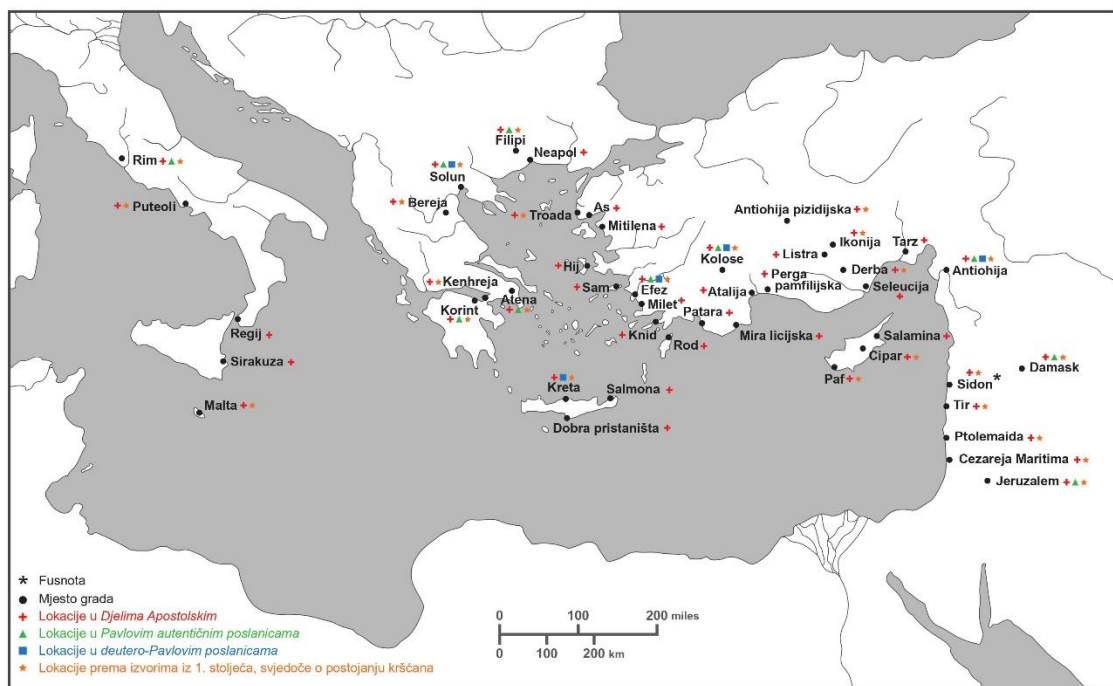 Filipi
Neapol
Rim
Solun
Puteoli
Bereja
Troada
As
Mitilena
Antiohija pizidijska
Ikonija
Tarz
Listra
Kolose
Derba
Antiohija
Hij
Perga
pamfilijska
Kenhreja
Sam
Efez
Atalija
Seleucija
Atena
Milet
Korint
Patara
Regij
Knid
Rod
Mira licijska
Salamina
Sirakuza
Cipar
Damask
Kreta
Salmona
Paf
Sidon*
Malta
Tir
Dobra pristaništa
Ptolemaida
Cezareja Maritima
Jeruzalem
* Fusnota
Mjesto grada
Lokacije u Djelima Apostolskim
Lokacije u Pavlovim autentičnim poslanicama
Lokacije u deutero-Pavlovim poslanicama
Lokacije prema izvorima iz 1. stoljeća, svjedoče o postojanju kršćana
0 100 200 miles
0 100 200 km